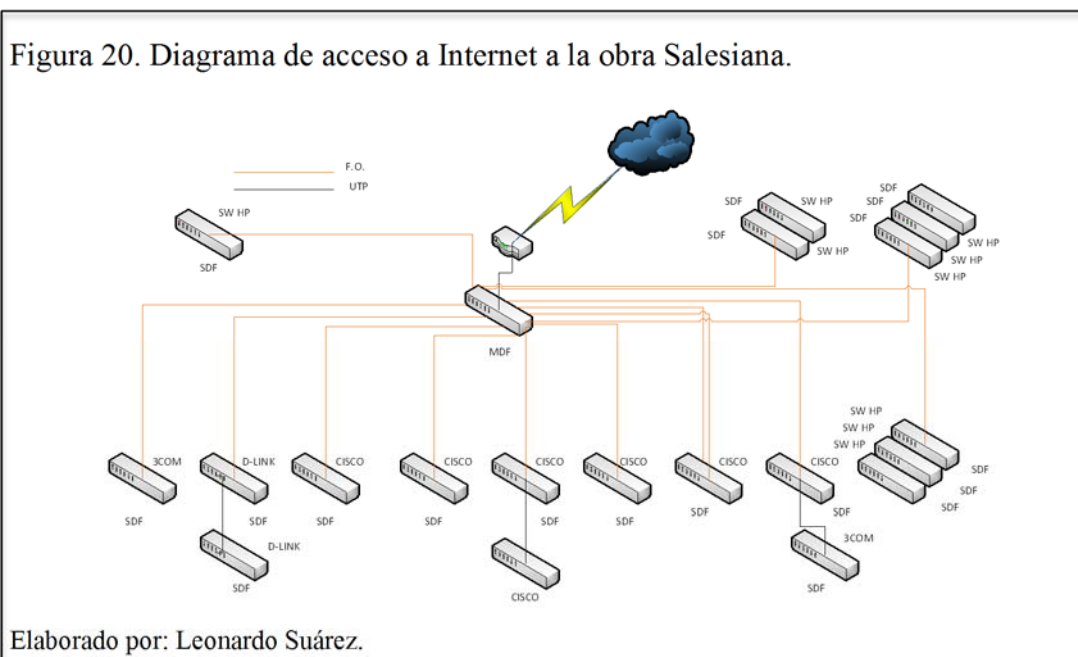 Figura 20. Diagrama de acceso a Internet a la obra Salesiana.
F.O.
UTP
SW HP
SDF
SDF
SW HP
SDF
SW HP
SDF
SDF
SDF
SW HP
SW HP
SW HP
MDF
3COM
SDF
D-LINK
SDF
CISCO
SDF
CISCO
SDF
CISCO
SDF
CISCO
SDF
CISCO
SDF
CISCO
SDF
SW HP
SW HP
SW HP
SDF
SDF
SDF
D-LINK
SDF
CISCO
3COM
SDF
Elaborado por: Leonardo Suárez.